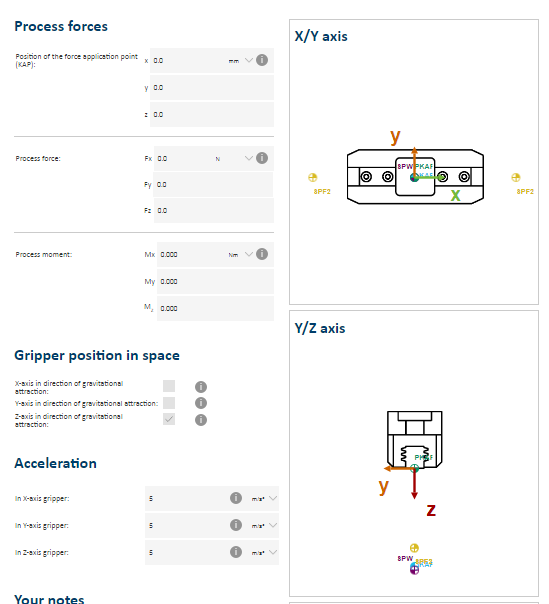 Process forces
Position of the force application point (KAP):
x 0.0 mm i
y 0.0
z 0.0
Process force:
Fx 0.0 N i
Fy 0.0
Fz 0.0
Process moment:
Mx 0.000 Nm i
My 0.000
M, 0.000
Gripper position in space
X-axis in direction of gravitational
attraction: i
Y-axis in direction of gravitational attraction: i
Z-axis in direction of gravitational
attraction: i
Acceleration
In X-axis gripper: 5 i m/s²
In Y-axis gripper: 5 i m/s²
In Z-axis gripper: 5 i m/s²
Your notes
X/Y axis
y
SPW PKAF
x
SPF2
SPF2
Y/Z axis
PKAF
y
z
SPW